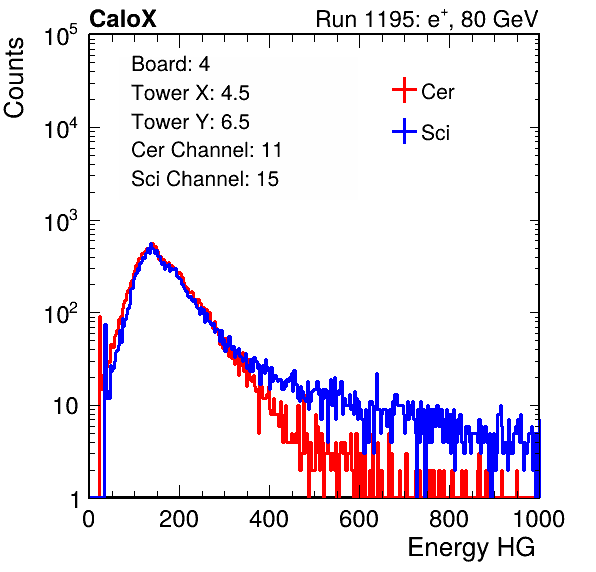 CaloX Run 1195: e⁺, 80 GeV
Counts
10⁵
10⁴
10³
10²
10
1
Board: 4
Tower X: 4.5
Tower Y: 6.5
Cer Channel: 11
Sci Channel: 15
Cer
Sci
0 200 400 600 800 1000
Energy HG